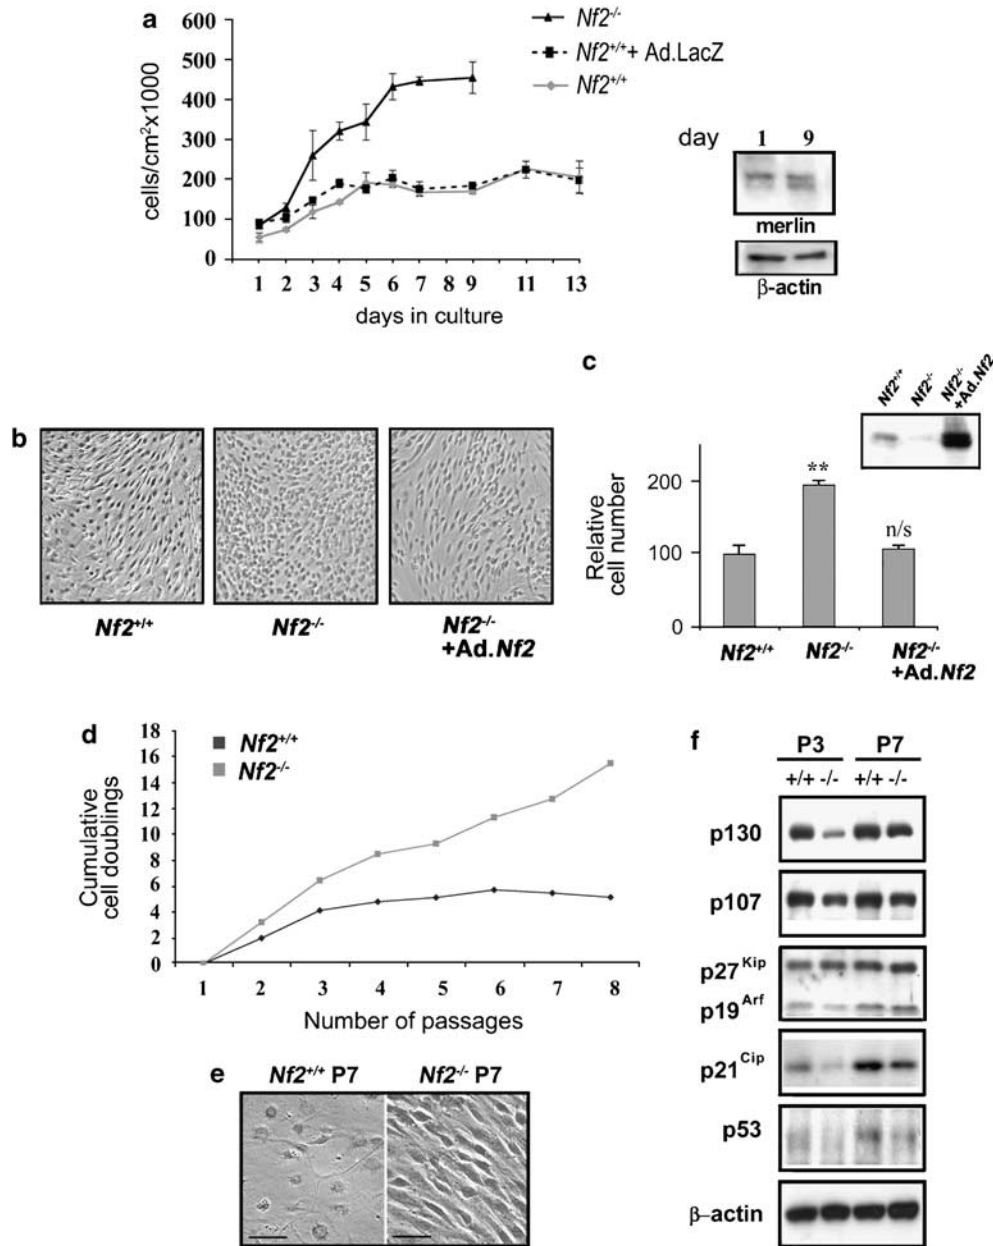 a
Nf2-/-
Nf2+/+ + Ad.LacZ
Nf2+/+
600
500
400
300
200
100
0
cells/cm2x1000
1 2 3 4 5 6 7 8 9 11 13
days in culture
day 1 9
merlin
β-actin
b
Nf2+/+
Nf2-/-
Nf2-/-
+Ad.Nf2
c
Nf2+/+
Nf2-/-
Nf2-/-
+Ad.Nf2
200
100
0
Relative
cell number
**
n/s
Nf2+/+
Nf2-/-
Nf2-/-
+Ad.Nf2
d
Nf2+/+
Nf2-/-
18
16
14
12
10
8
6
4
2
0
Cumulative
cell doublings
1 2 3 4 5 6 7 8
Number of passages
e
Nf2+/+ P7
Nf2-/- P7
f
P3 P7
+/+ -/- +/+ -/-
p130
p107
p27Kip
p19Arf
p21Cip
p53
β-actin